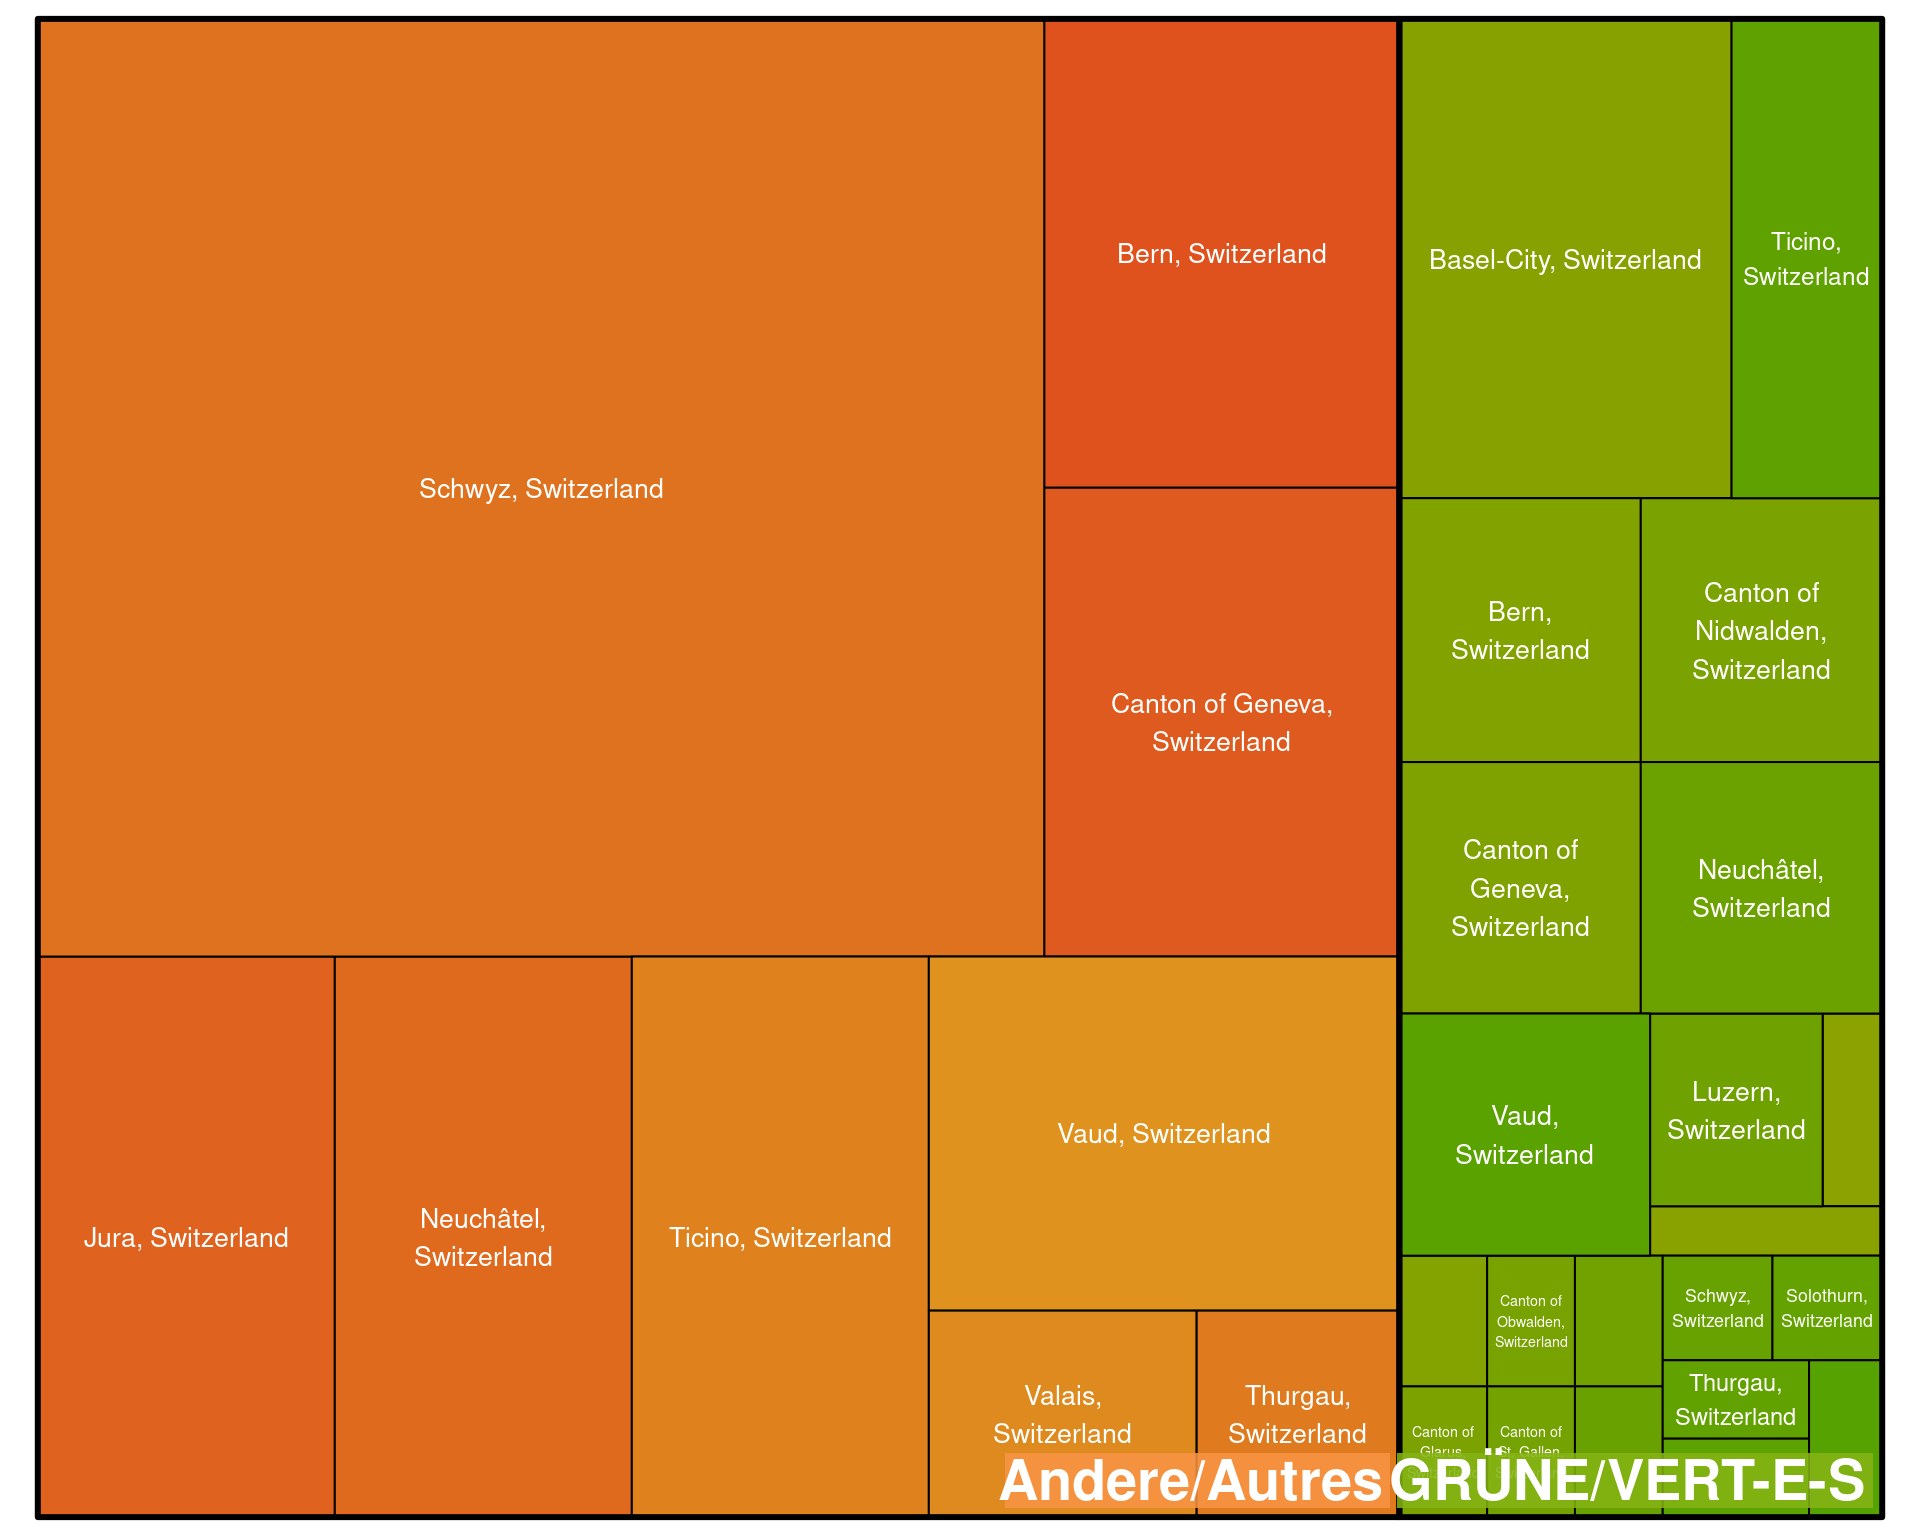 Schwyz, Switzerland
Bern, Switzerland
Canton of Geneva,
Switzerland
Jura, Switzerland
Neuchâtel,
Switzerland
Ticino, Switzerland
Vaud, Switzerland
Valais,
Switzerland
Thurgau,
Switzerland
Andere/Autres
Basel-City, Switzerland
Ticino,
Switzerland
Bern,
Switzerland
Canton of
Nidwalden,
Switzerland
Canton of
Geneva,
Switzerland
Neuchâtel,
Switzerland
Vaud,
Switzerland
Luzern,
Switzerland
Canton of
Obwalden,
Switzerland
Schwyz,
Switzerland
Solothurn,
Switzerland
Thurgau,
Switzerland
Canton of
Glarus,
Canton of
St. Gallen,
GRÜNE/VERT-E-S